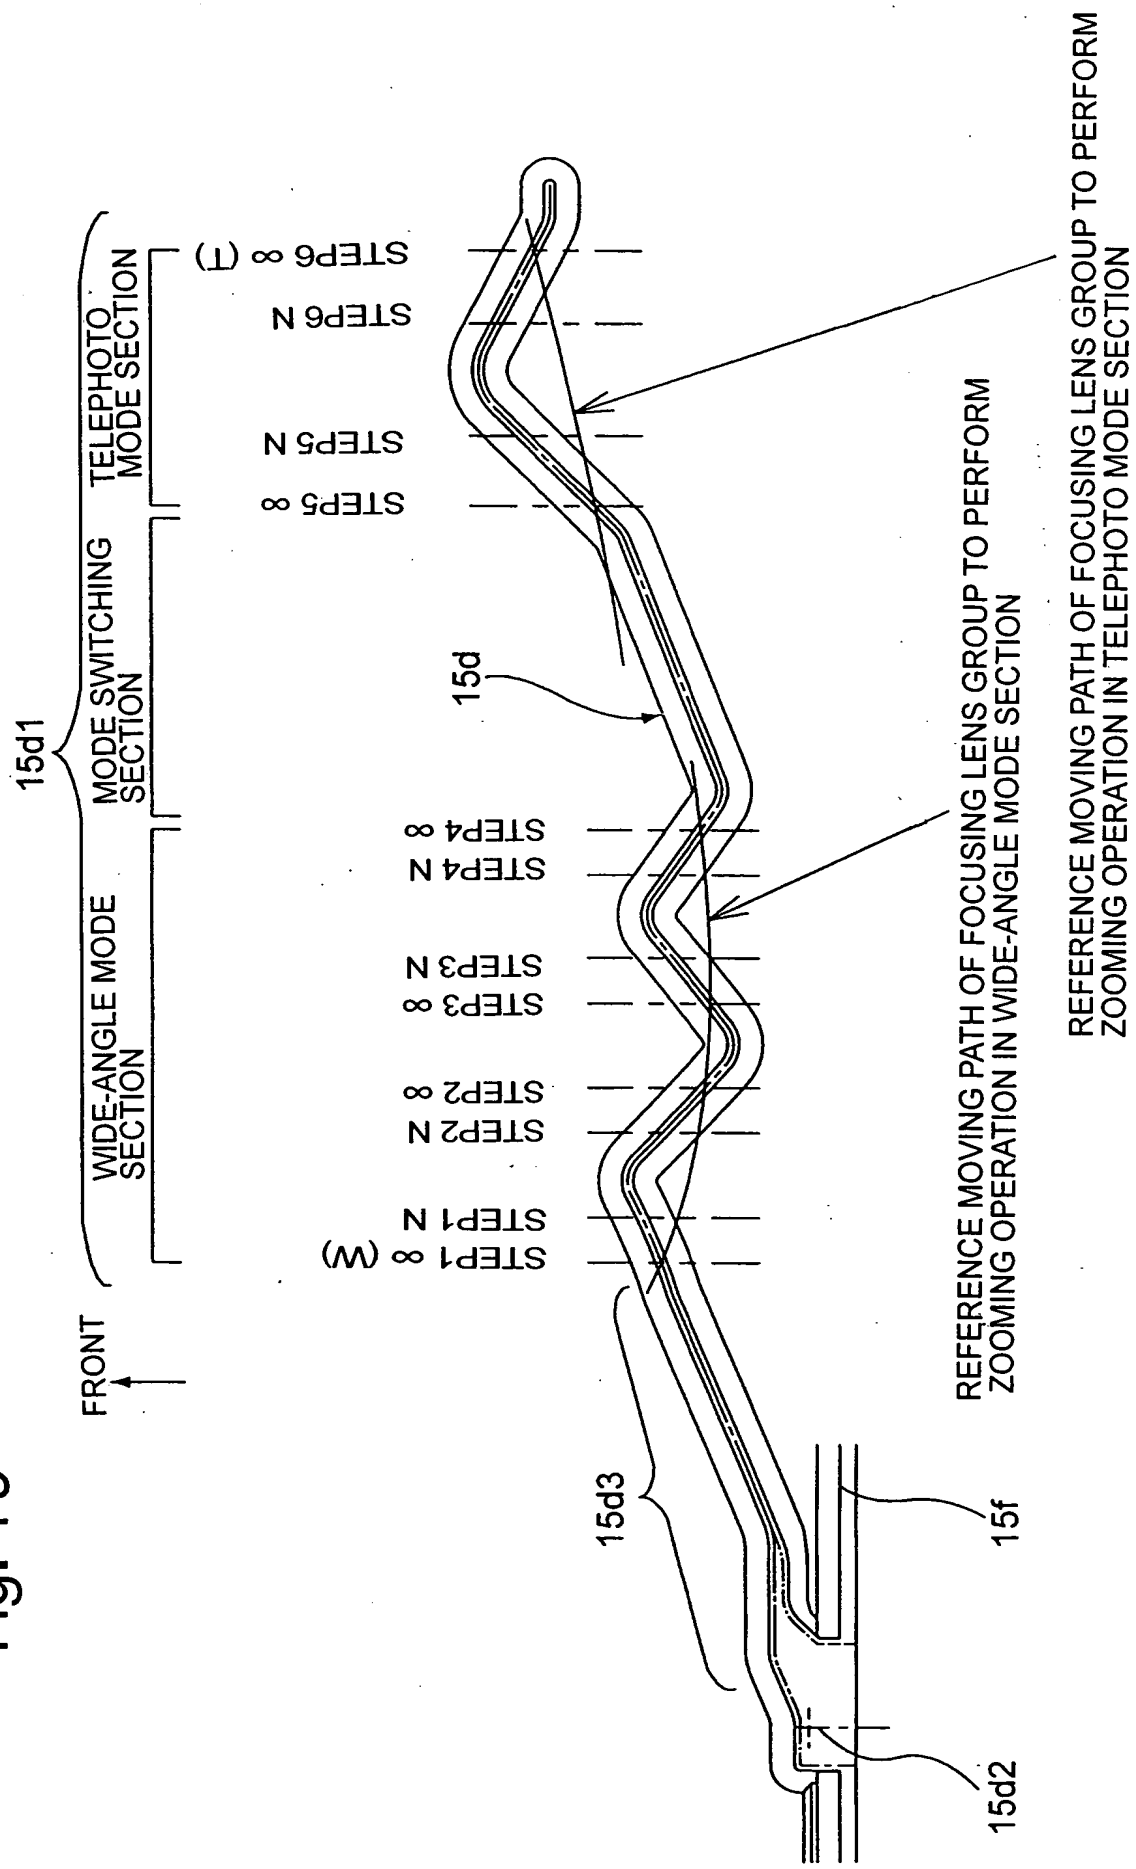 15d1
WIDE-ANGLE MODE
SECTION
MODE SWITCHING
SECTION
TELEPHOTO
MODE SECTION
FRONT
STEP1 ∞ (W)
STEP1 N
STEP2 N
STEP2 ∞
STEP3 ∞
STEP3 N
STEP4 N
STEP4 ∞
STEP5 ∞
STEP5 N
STEP6 N
STEP6 ∞ (T)
15d
15d3
15d2
15f
REFERENCE MOVING PATH OF FOCUSING LENS GROUP TO PERFORM
ZOOMING OPERATION IN WIDE-ANGLE MODE SECTION
REFERENCE MOVING PATH OF FOCUSING LENS GROUP TO PERFORM
ZOOMING OPERATION IN TELEPHOTO MODE SECTION